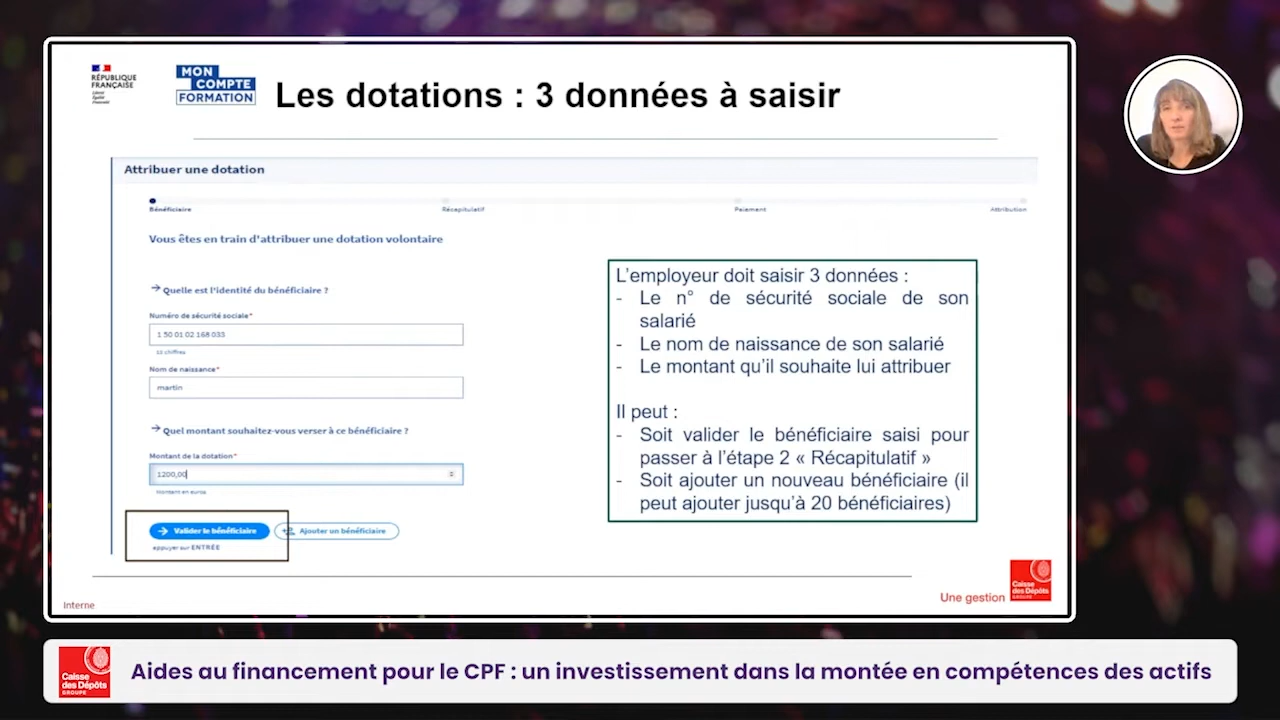 RÉPUBLIQUE
FRANÇAISE
Liberté
Égalité
Fraternité
MON
COMPTE
FORMATION
Les dotations : 3 données à saisir
Attribuer une dotation
Bénéficiaire
Récapitulatif
Paiement
Attribution
Vous êtes en train d'attribuer une dotation volontaire
Quelle est l'identité du bénéficiaire ?
Numéro de sécurité sociale*
1 50 01 02 168 033
13 chiffres
Nom de naissance*
martin
Quel montant souhaitez-vous verser à ce bénéficiaire ?
Montant de la dotation*
1200,00
Montant en euros
Valider le bénéficiaire
Ajouter un bénéficiaire
appuyer sur ENTRÉE
L'employeur doit saisir 3 données :
- Le n° de sécurité sociale de son
salarié
- Le nom de naissance de son salarié
- Le montant qu'il souhaite lui attribuer
Il peut :
- Soit valider le bénéficiaire saisi pour
passer à l'étape 2 « Récapitulatif »
- Soit ajouter un nouveau bénéficiaire (il
peut ajouter jusqu'à 20 bénéficiaires)
Interne
Une gestion
Caisse
des Dépôts
GROUPE
Caisse
des Dépôts
GROUPE
Aides au financement pour le CPF : un investissement dans la montée en compétences des actifs